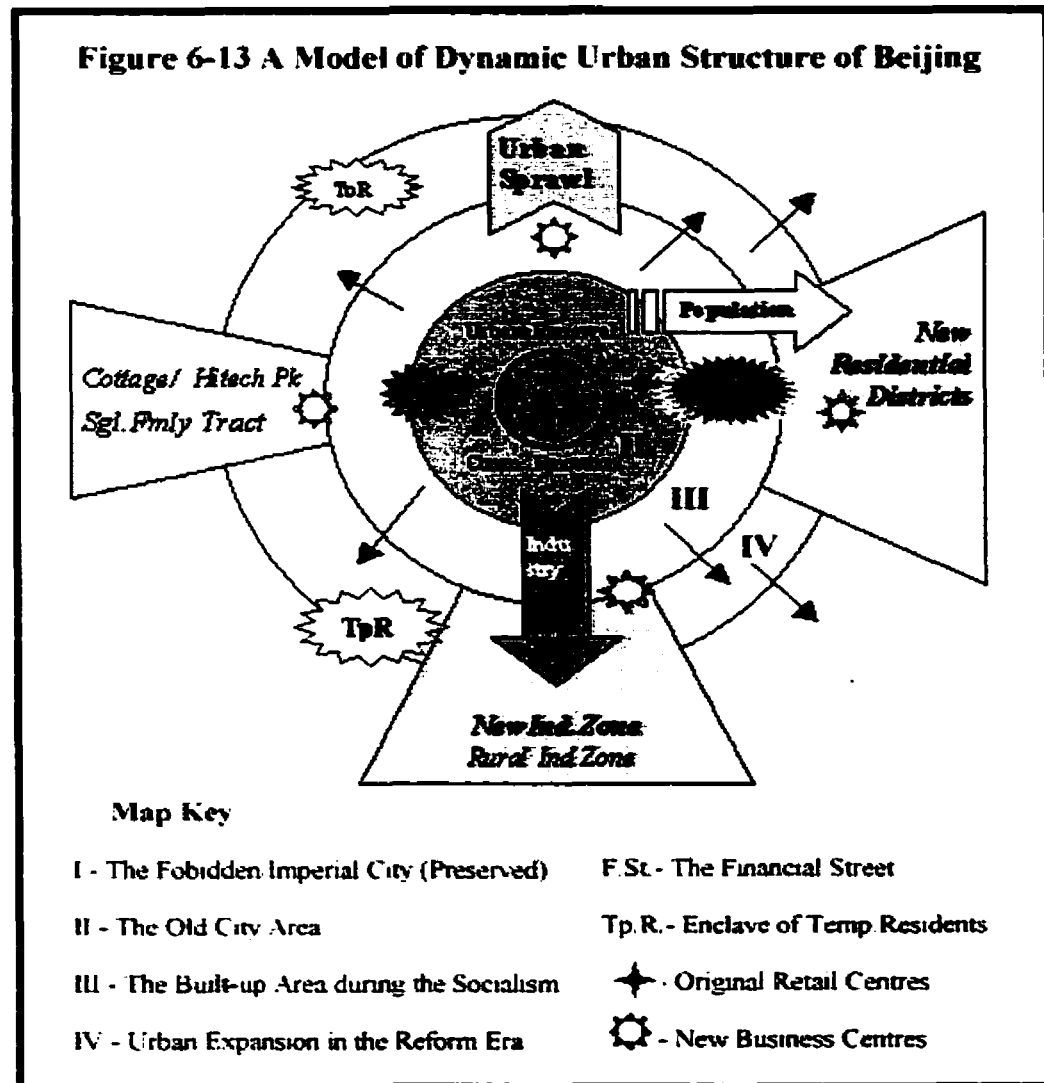 Figure 6-13 A Model of Dynamic Urban Structure of Beijing
Urban
Sprawl
ToR
Population
Urban Renewal
New
Residential
Districts
Cottage/ Hitech Pk
Sgl. Fmly Tract
II
III
IV
Indu
stry
TpR
New Ind. Zone
Rural Ind Zone
Map Key
I - The Fobidden Imperial City (Preserved)
F.St. - The Financial Street
II - The Old City Area
Tp.R. - Enclave of Temp. Residents
III - The Built-up Area during the Socialism
- Original Retail Centres
IV - Urban Expansion in the Reform Era
- New Business Centres